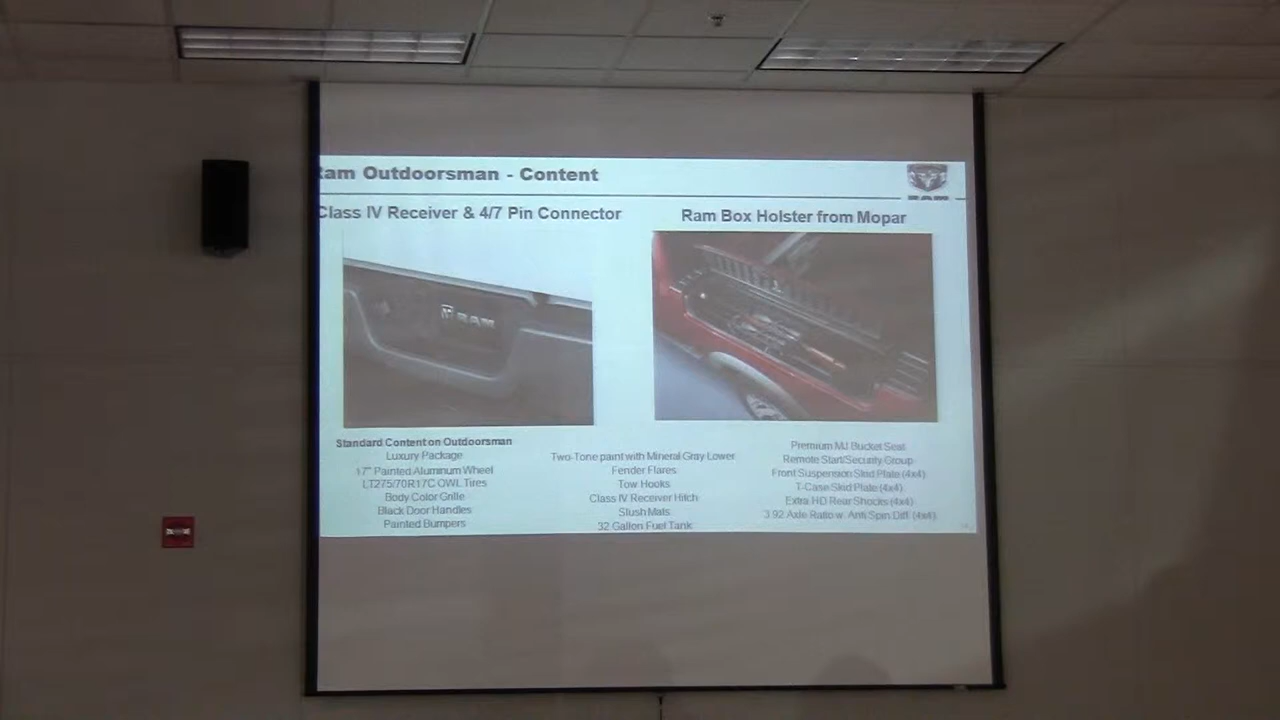 Ram Outdoorsman - Content
RAM
Class IV Receiver & 4/7 Pin Connector
Ram Box Holster from Mopar
RAM
Standard Content on Outdoorsman
Luxury Package
17" Painted Aluminum Wheel
LT275/70R17C OWL Tires
Body Color Grille
Black Door Handles
Painted Bumpers
Two-Tone paint with Mineral Gray Lower
Fender Flares
Tow Hooks
Class IV Receiver Hitch
Slush Mats
32 Gallon Fuel Tank
Premium MJ Bucket Seat
Remote Start/Security Group
Front Suspension Skid Plate (4x4)
T-Case Skid Plate (4x4)
Extra HD Rear Shocks (4x4)
3.92 Axle Ratio w. Anti Spin Diff. (4x4)